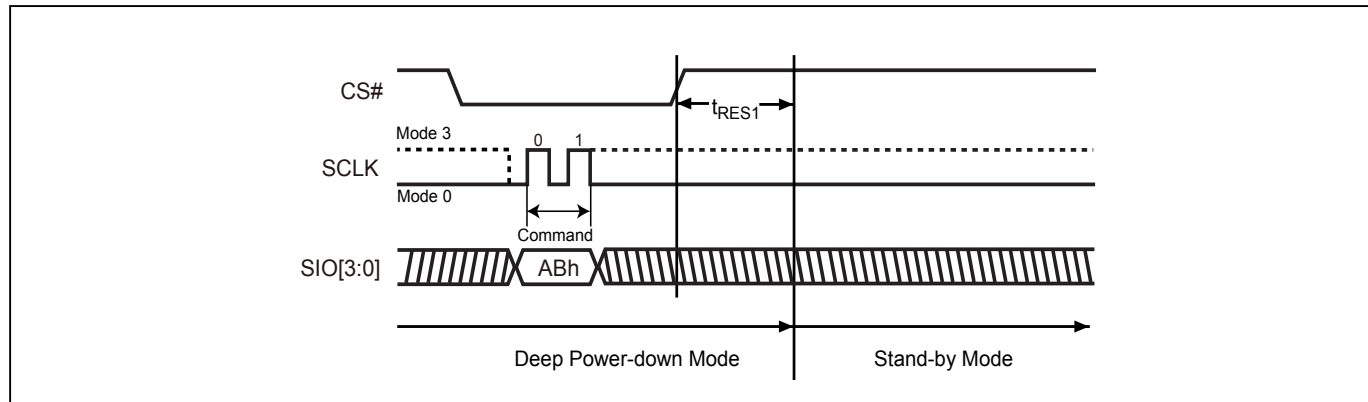 CS#
tRES1
Mode 3
0 1
SCLK
Mode 0
Command
SIO[3:0]
ABh
Deep Power-down Mode
Stand-by Mode